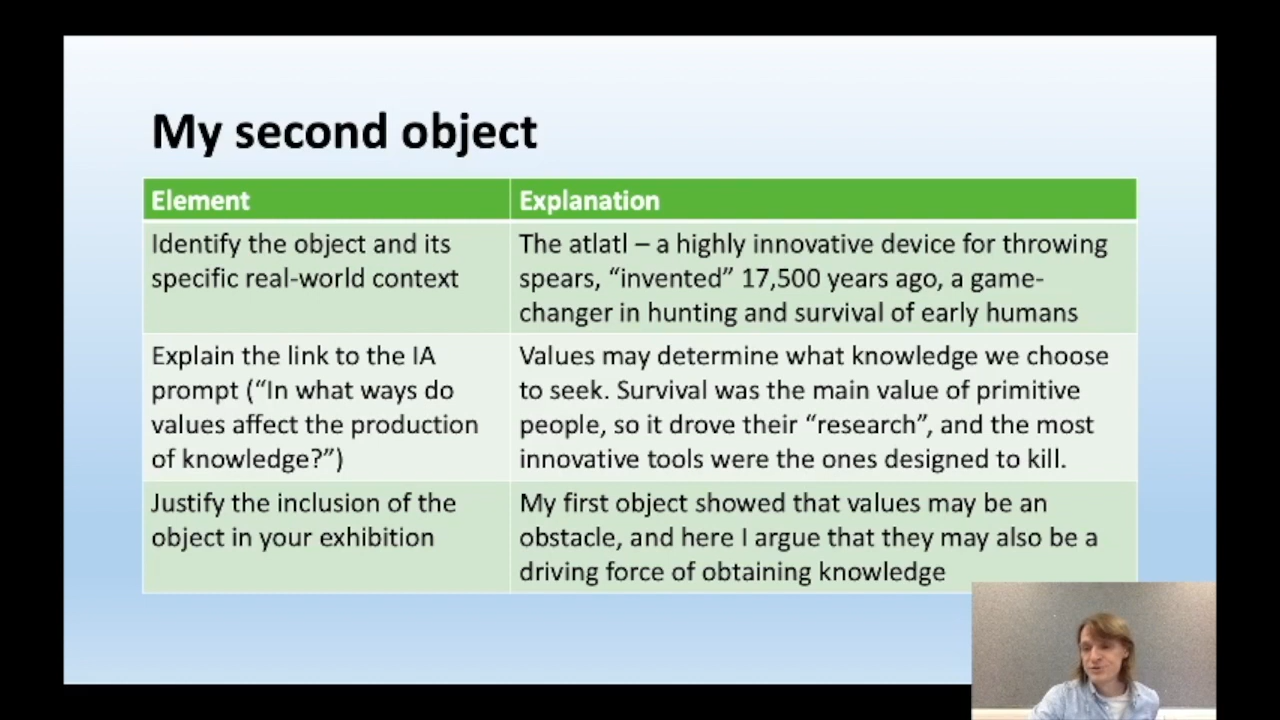 My second object
Element
Explanation
Identify the object and its
specific real-world context
The atlatl – a highly innovative device for throwing
spears, “invented” 17,500 years ago, a game-
changer in hunting and survival of early humans
Explain the link to the IA
prompt (“In what ways do
values affect the production
of knowledge?”)
Values may determine what knowledge we choose
to seek. Survival was the main value of primitive
people, so it drove their “research”, and the most
innovative tools were the ones designed to kill.
Justify the inclusion of the
object in your exhibition
My first object showed that values may be an
obstacle, and here I argue that they may also be a
driving force of obtaining knowledge